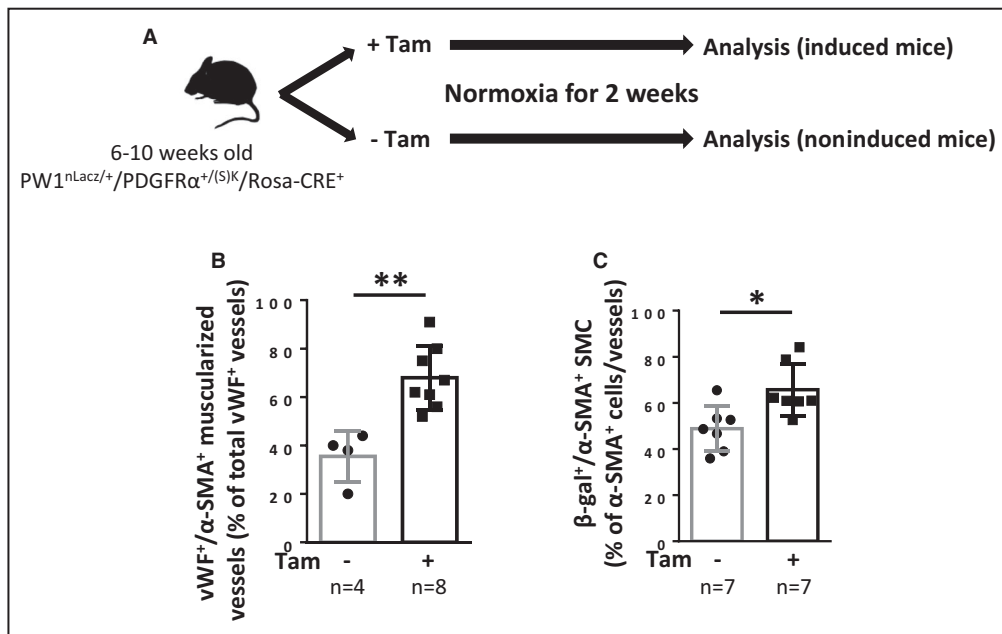 A
+ Tam
Analysis (induced mice)
Normoxia for 2 weeks
- Tam
Analysis (noninduced mice)
6-10 weeks old
PW1ⁿᴸᵃᶜᶻ/⁺/PDGFRα⁺/⁽ˢ⁾ᴷ/Rosa-CRE⁺
B
**
vWF⁺/α-SMA⁺ muscularized
vessels (% of total vWF⁺ vessels)
100
80
60
40
20
0
Tam - +
n=4 n=8
C
*
β-gal⁺/α-SMA⁺ SMC
(% of α-SMA⁺ cells/vessels)
100
80
60
40
20
0
Tam - +
n=7 n=7